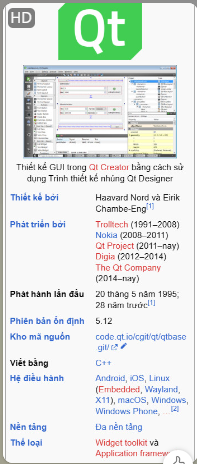 HD
Qt
Thiết kế GUI trong Qt Creator bằng cách sử
dụng Trình thiết kế nhúng Qt Designer
Thiết kế bởi Haavard Nord và Eirik
Chambe-Eng[1]
Phát triển bởi Trolltech (1991–2008)
Nokia (2008–2011)
Qt Project (2011–nay)
Digia (2012–2014)
The Qt Company
(2014–nay)
Phát hành lần đầu 20 tháng 5 năm 1995;
28 năm trước[1]
Phiên bản ổn định 5.12
Kho mã nguồn code.qt.io/cgit/qt/qtbase
.git/
Viết bằng C++
Hệ điều hành Android, iOS, Linux
(Embedded, Wayland,
X11), macOS, Windows,
Windows Phone, ...[2]
Nền tảng Đa nền tảng
Thể loại Widget toolkit và
Application framew